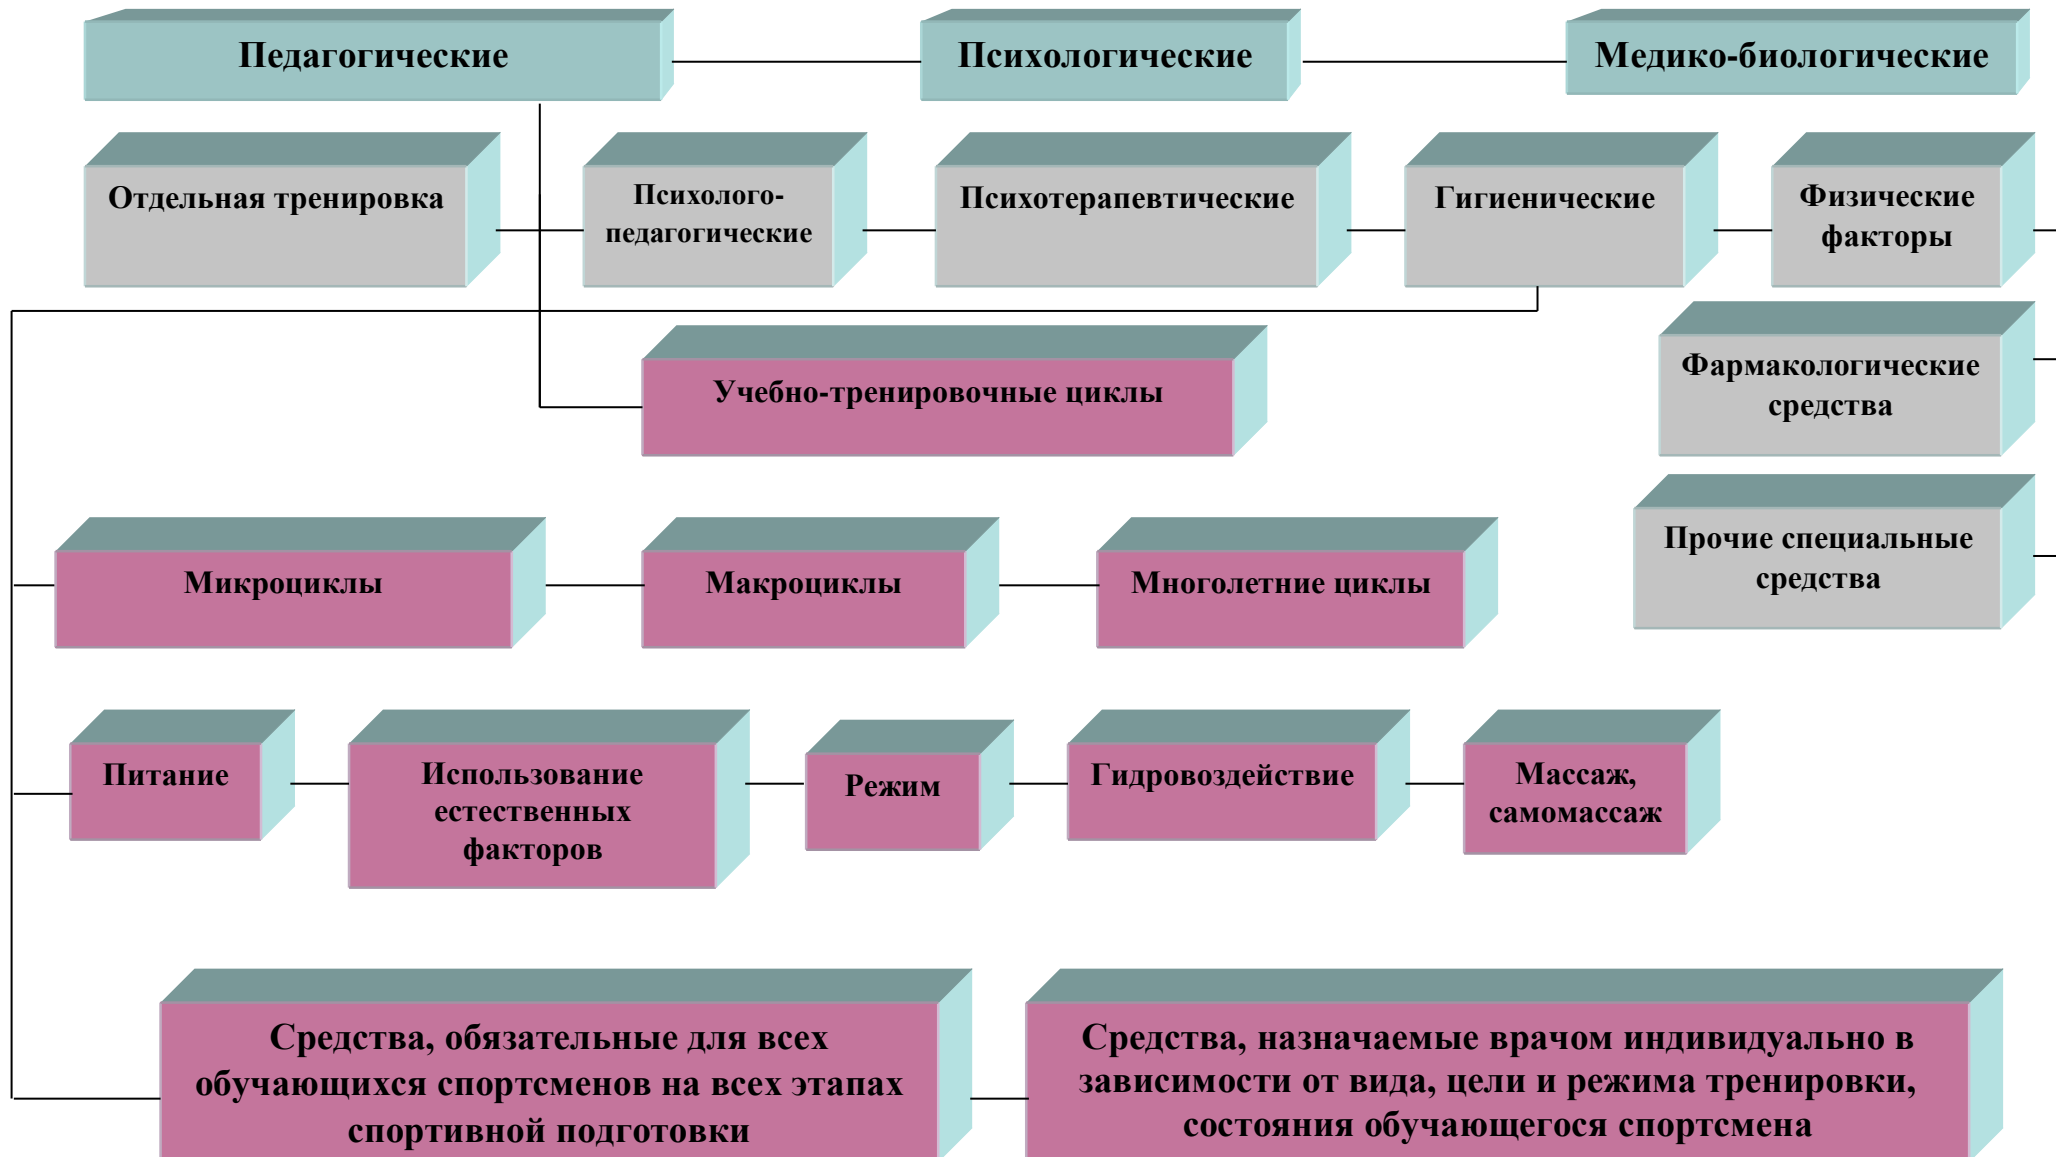 Педагогические
Психологические
Медико-биологические
Отдельная тренировка
Психолого-
педагогические
Психотерапевтические
Гигиенические
Физические
факторы
Учебно-тренировочные циклы
Фармакологические
средства
Прочие специальные
средства
Микроциклы
Макроциклы
Многолетние циклы
Питание
Использование
естественных
факторов
Режим
Гидровоздействие
Массаж,
самомассаж
Средства, обязательные для всех
обучающихся спортсменов на всех этапах
спортивной подготовки
Средства, назначаемые врачом индивидуально в
зависимости от вида, цели и режима тренировки,
состояния обучающегося спортсмена